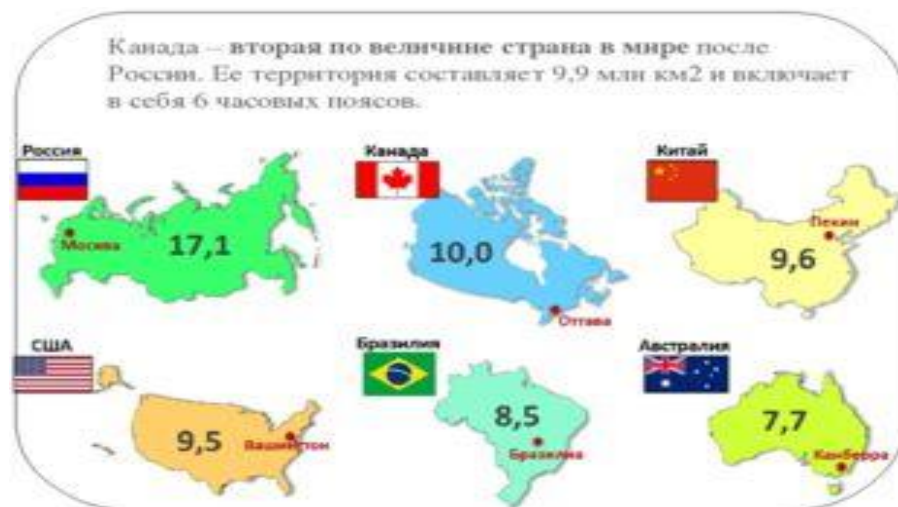 Канада – вторая по величине страна в мире после
России. Ее территория составляет 9,9 млн км2 и включает
в себя 6 часовых поясов.
Россия
Москва
17,1
Канада
10,0
Оттава
Китай
Пекин
9,6
США
9,5
Вашингтон
Бразилия
8,5
Бразилиа
Австралия
7,7
Канберра